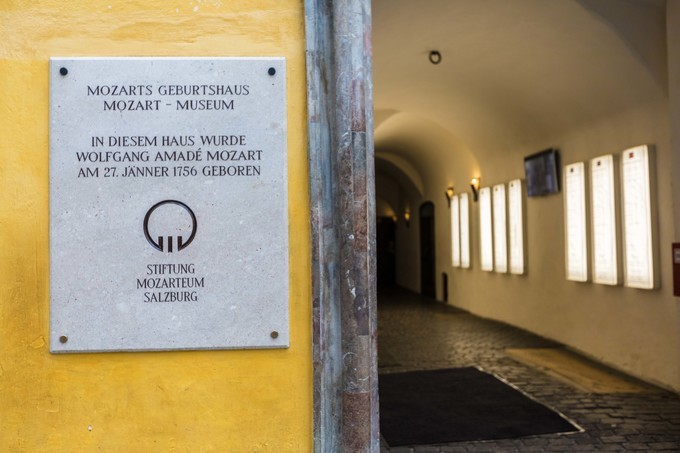 MOZARTS GEBURTSHAUS
MOZART - MUSEUM
IN DIESEM HAUS WURDE
WOLFGANG AMADÉ MOZART
AM 27. JÄNNER 1756 GEBOREN
STIFTUNG
MOZARTEUM
SALZBURG